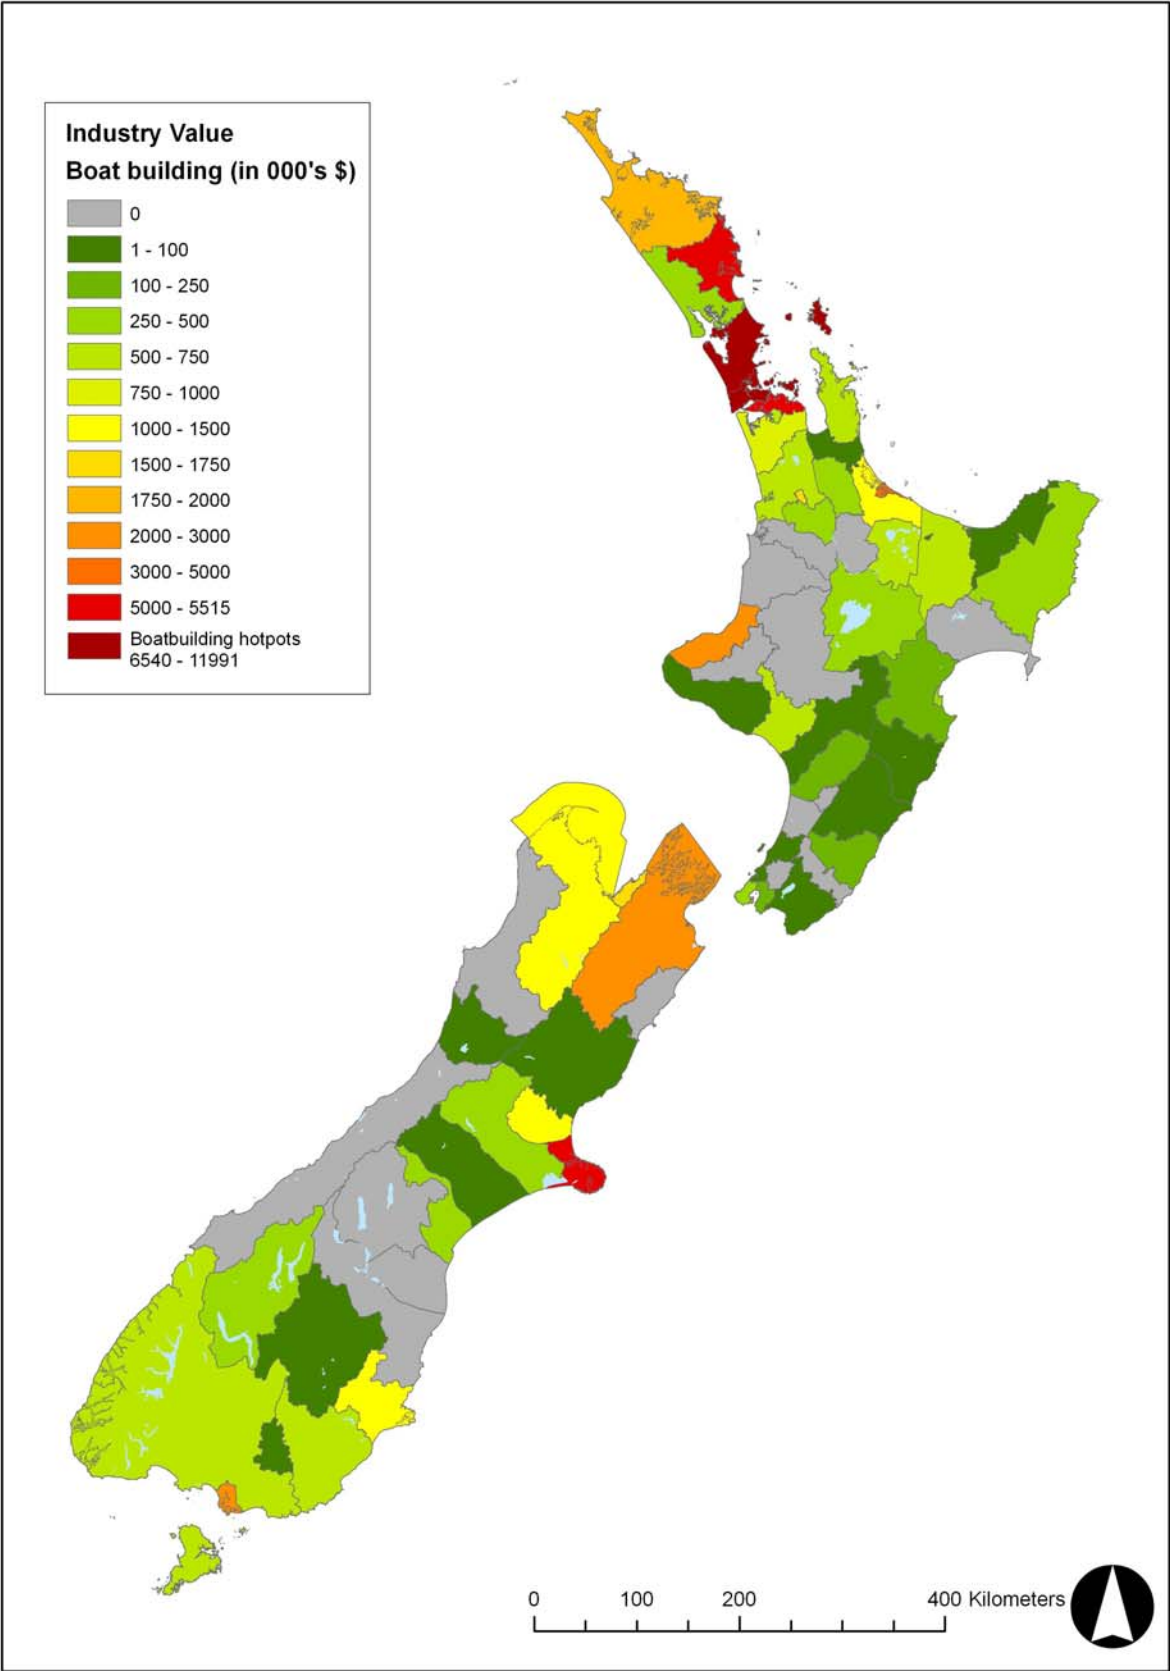 Industry Value
Boat building (in 000's $)
0
1 - 100
100 - 250
250 - 500
500 - 750
750 - 1000
1000 - 1500
1500 - 1750
1750 - 2000
2000 - 3000
3000 - 5000
5000 - 5515
Boatbuilding hotpots
6540 - 11991
0 100 200 400 Kilometers